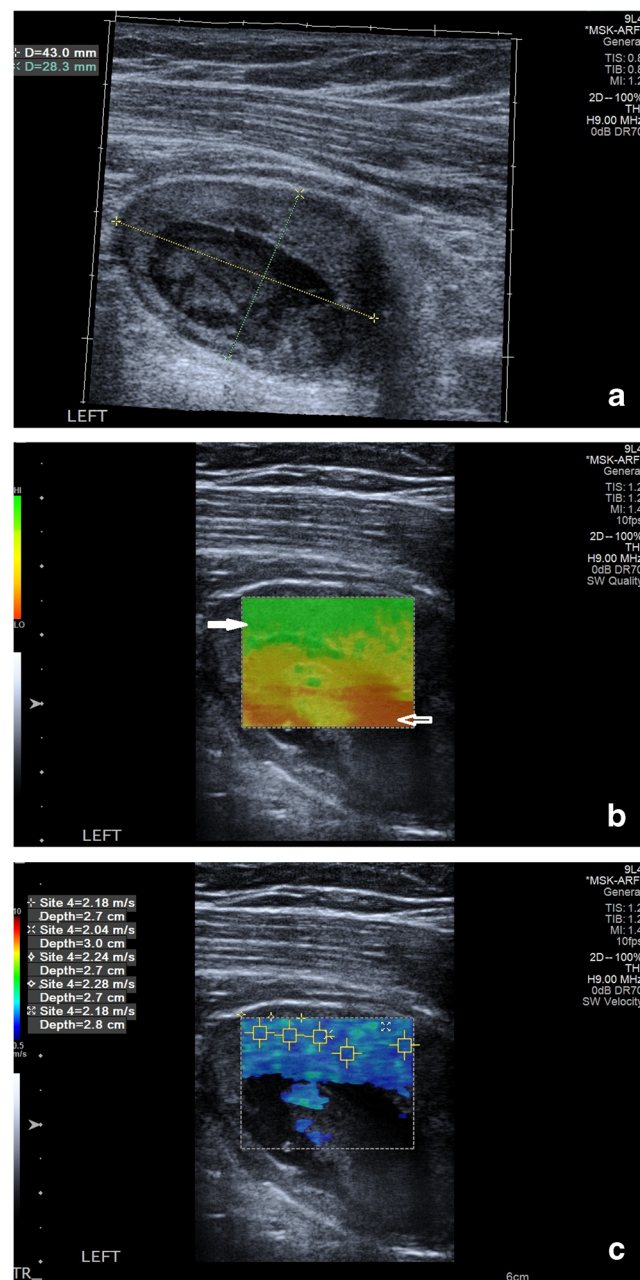 9L4
*MSK-ARF
Genera
D=43.0 mm
D=28.3 mm
TIS: 0.8
TIB: 0.8
MI: 1.2
2D -- 100%
TH
H9.00 MHz
0dB DR70
LEFT
a
9L4
*MSK-ARF
Genera
TIS: 1.2
TIB: 1.2
MI: 1.4
10fps
2D -- 100%
TH
H9.00 MHz
0dB DR70
SW Quality
HI
LO
LEFT
b
9L4
*MSK-ARF
Genera
TIS: 1.2
TIB: 1.2
MI: 1.4
10fps
2D -- 100%
TH
H9.00 MHz
0dB DR70
SW Velocity
Site 4=2.18 m/s
Depth=2.7 cm
Site 4=2.04 m/s
Depth=3.0 cm
Site 4=2.24 m/s
Depth=2.7 cm
Site 4=2.28 m/s
Depth=2.7 cm
Site 4=2.18 m/s
Depth=2.8 cm
10
0.5
m/s
LEFT
c
TR
6cm